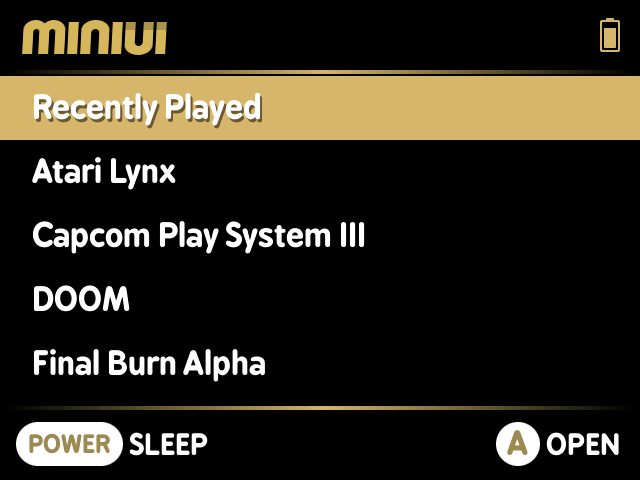 MINIUI
Recently Played
Atari Lynx
Capcom Play System III
DOOM
Final Burn Alpha
POWER SLEEP
A OPEN